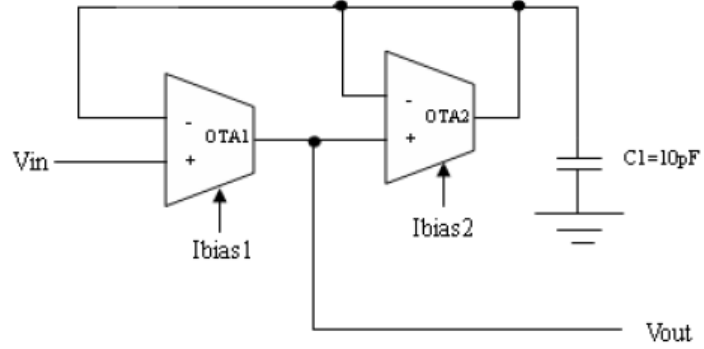 -
OTA1
+
Vin
Ibias1
-
OTA2
+
Ibias2
C1=10pF
Vout